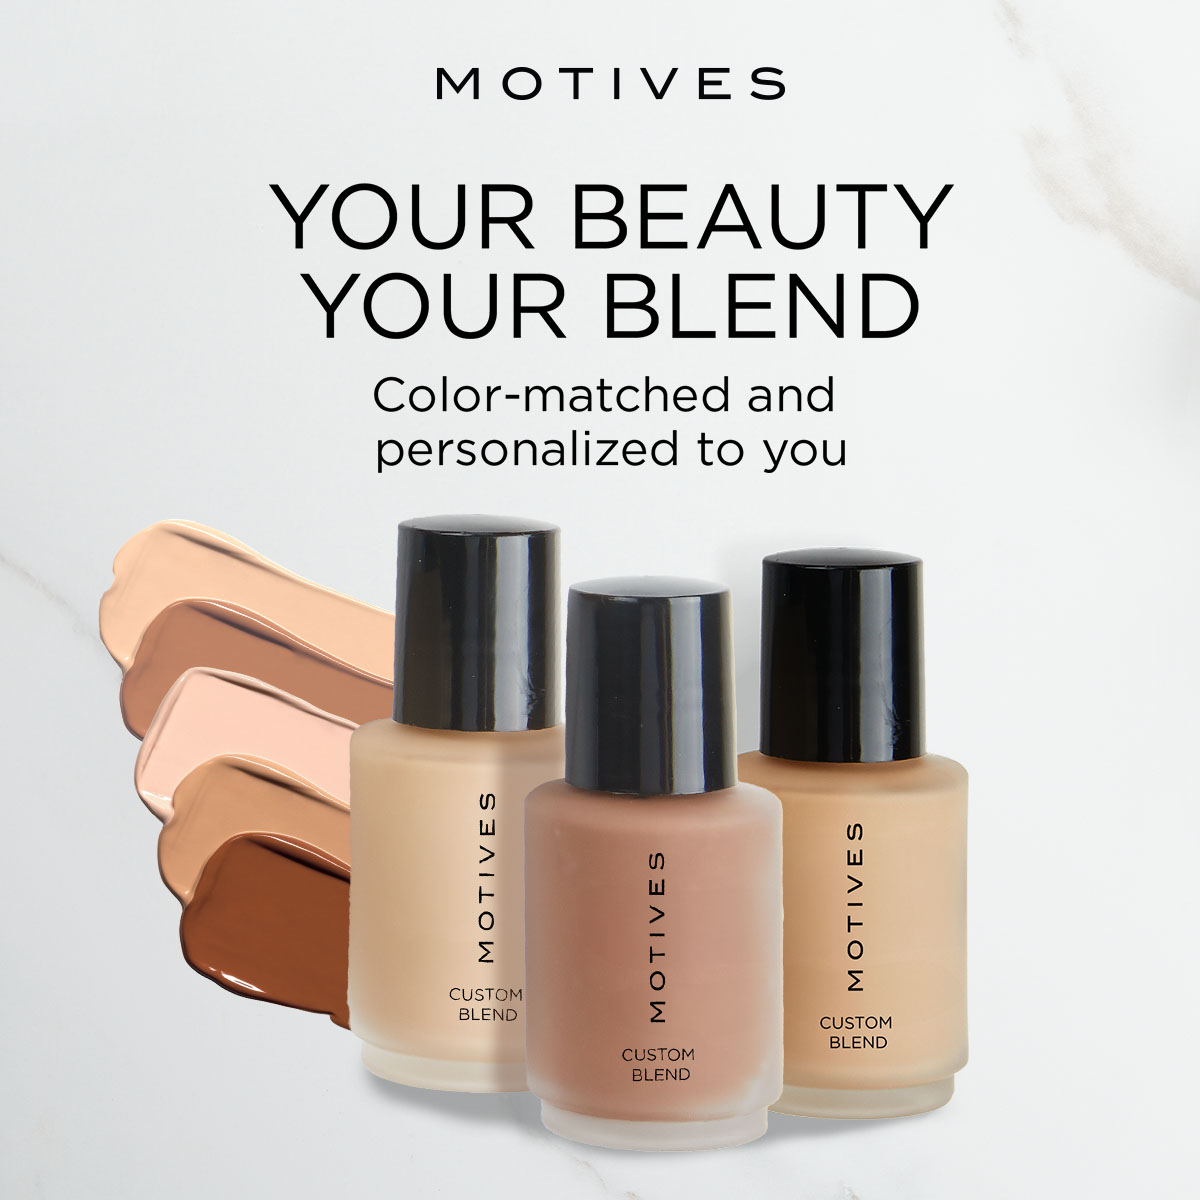 MOTIVES
YOUR BEAUTY
YOUR BLEND
Color-matched and
personalized to you
MOTIVES
CUSTOM
BLEND
MOTIVES
CUSTOM
BLEND
MOTIVES
CUSTOM
BLEND